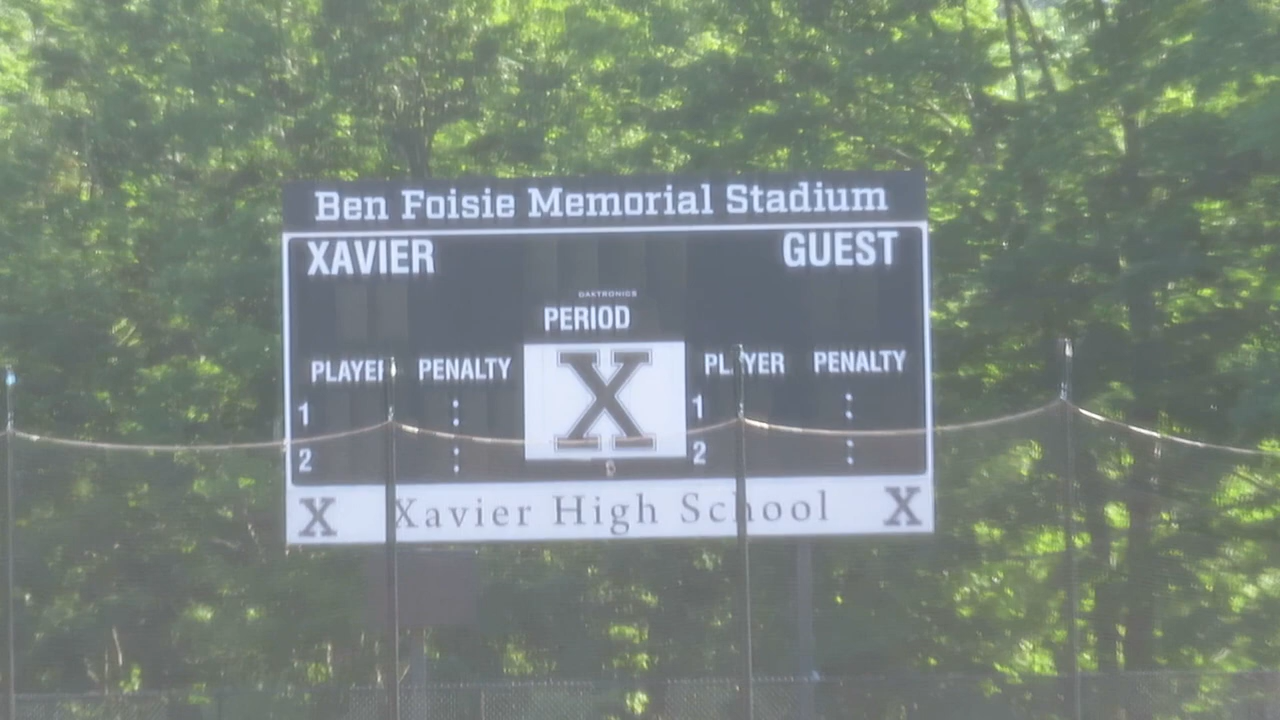 Ben Foisie Memorial Stadium
XAVIER GUEST
DAKTRONICS
PERIOD
PLAYER PENALTY X PLAYER PENALTY
1 : 1 :
2 : 2 :
X Xavier High School X